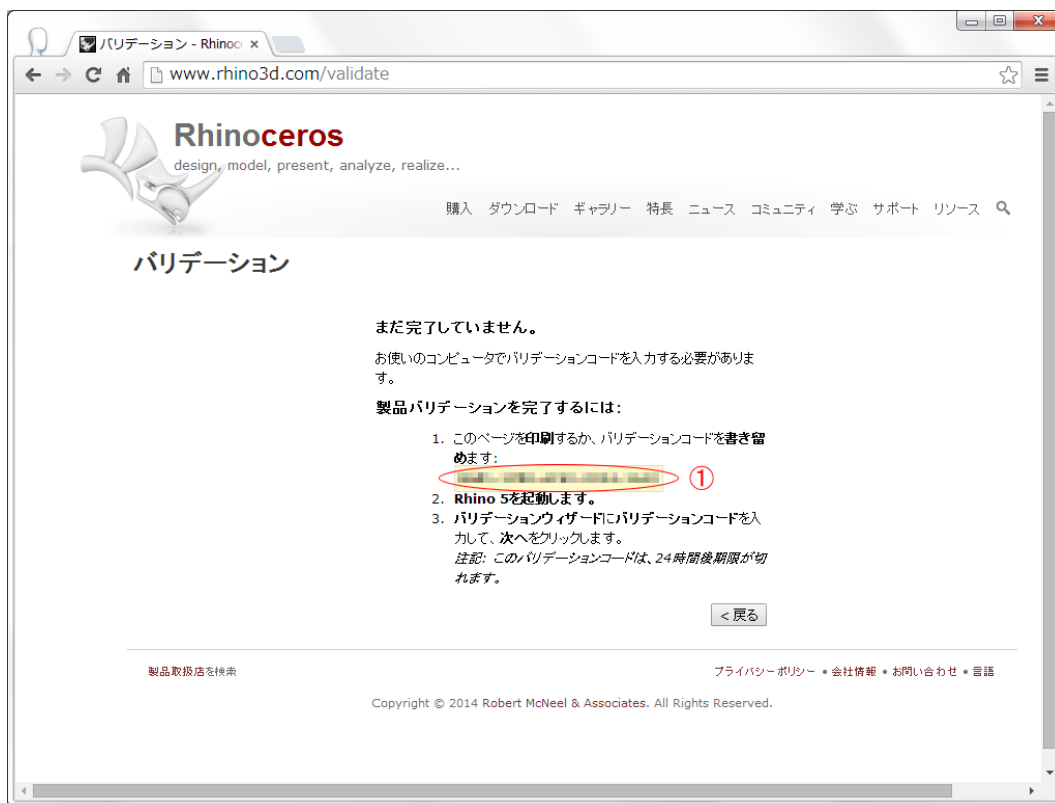 バリデーション - Rhinoc
www.rhino3d.com/validate
Rhinoceros
design, model, present, analyze, realize...
購入 ダウンロード ギャラリー 特長 ニュース コミュニティ 学ぶ サポート リソース
バリデーション
まだ完了していません。
お使いのコンピュータでバリデーションコードを入力する必要がありま
す。
製品バリデーションを完了するには:
1. このページを印刷するか、バリデーションコードを書き留
めます:
①
2. Rhino 5を起動します。
3. バリデーションウィザードにバリデーションコードを入
力して、次へをクリックします。
注記: このバリデーションコードは、24時間後期限が切
れます。
< 戻る
製品取扱店を検索
プライバシーポリシー • 会社情報 • お問い合わせ • 言語
Copyright © 2014 Robert McNeel & Associates. All Rights Reserved.